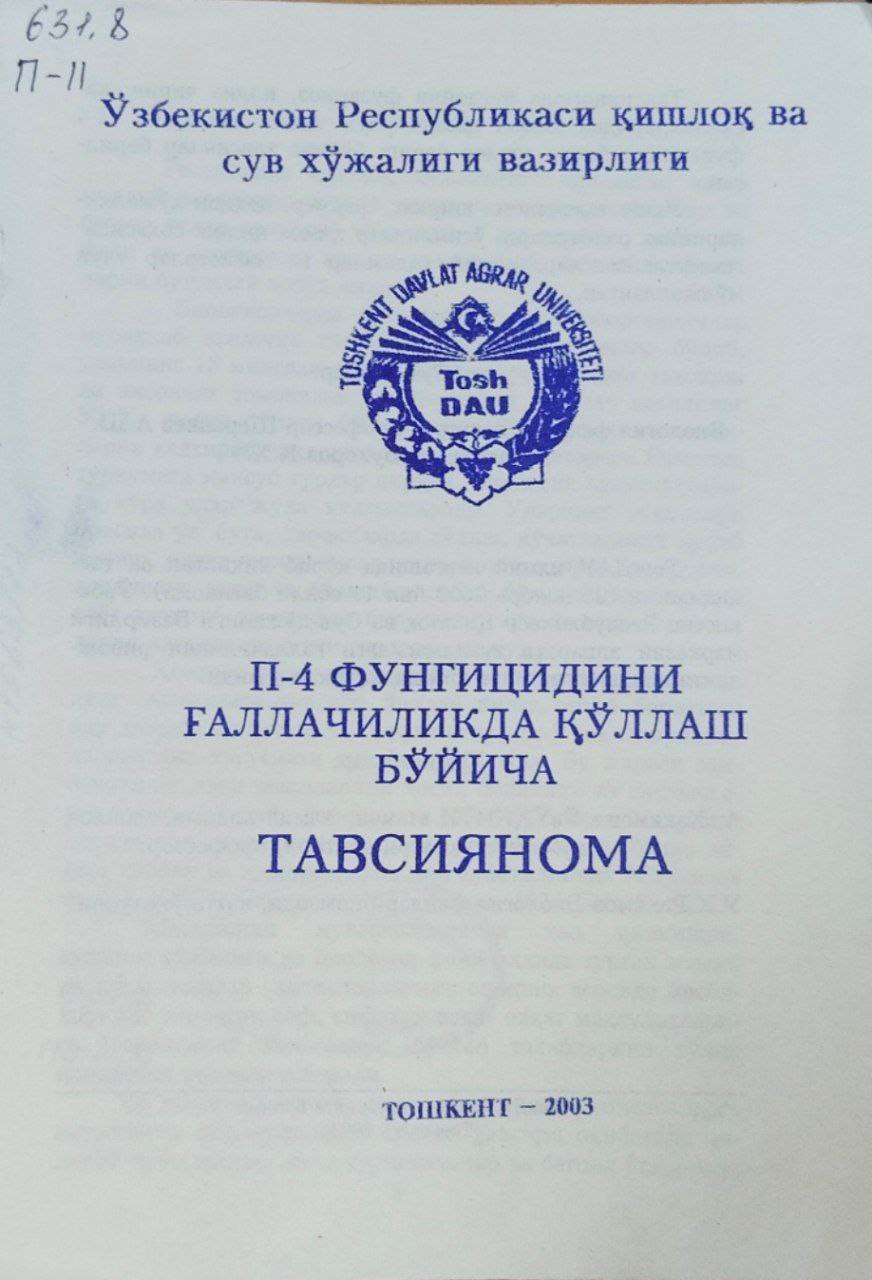 631.8
П-11
Ўзбекистон Республикаси қишлоқ ва
сув хўжалиги вазирлиги
TOSHKENT DAVLAT AGRAR UNIVERSITETI
Tosh
DAU
П-4 ФУНГИЦИДИНИ
ҒАЛЛАЧИЛИКДА ҚЎЛЛАШ
БЎЙИЧА
ТАВСИЯНОМА
ТОШКЕНТ – 2003